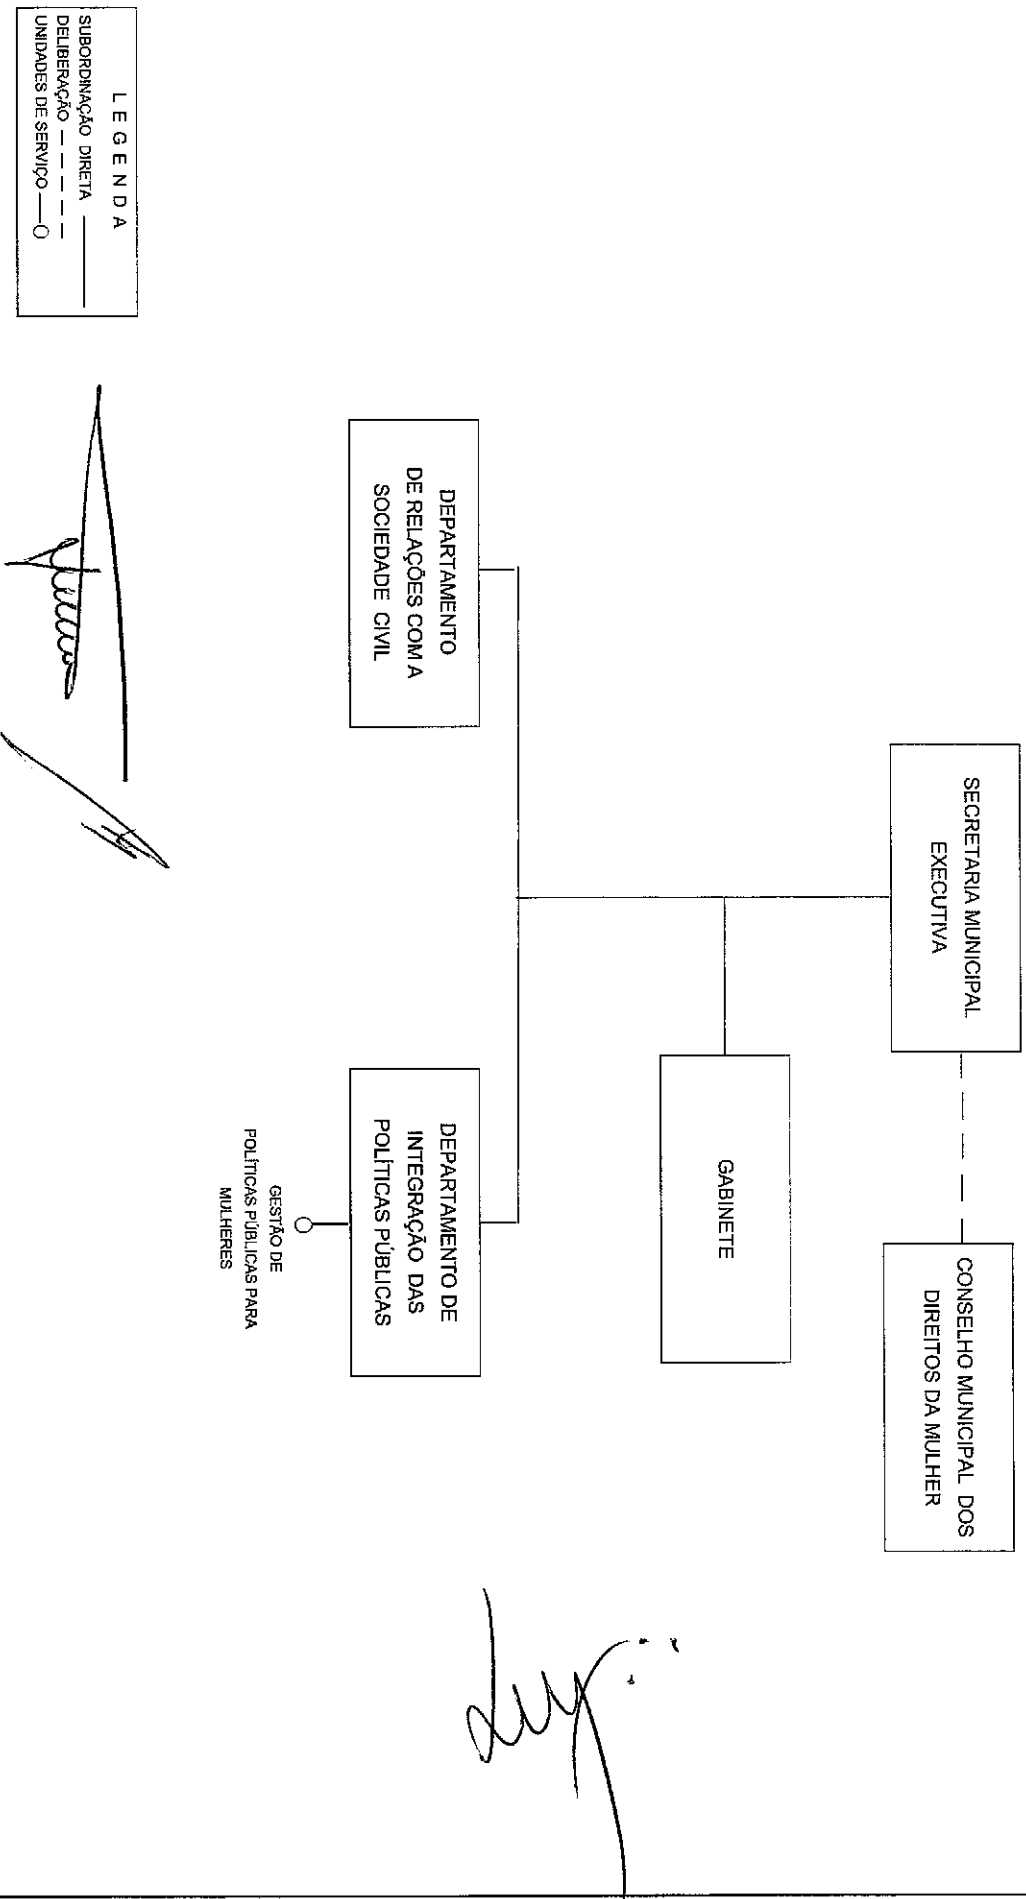 SECRETARIA MUNICIPAL
EXECUTIVA
CONSELHO MUNICIPAL DOS
DIREITOS DA MULHER
GABINETE
DEPARTAMENTO
DE RELAÇÕES COM A
SOCIEDADE CIVIL
DEPARTAMENTO DE
INTEGRAÇÃO DAS
POLÍTICAS PÚBLICAS
GESTÃO DE
POLÍTICAS PÚBLICAS PARA
MULHERES
L E G E N D A
SUBORDINAÇÃO DIRETA
DELIBERAÇÃO
UNIDADES DE SERVIÇO